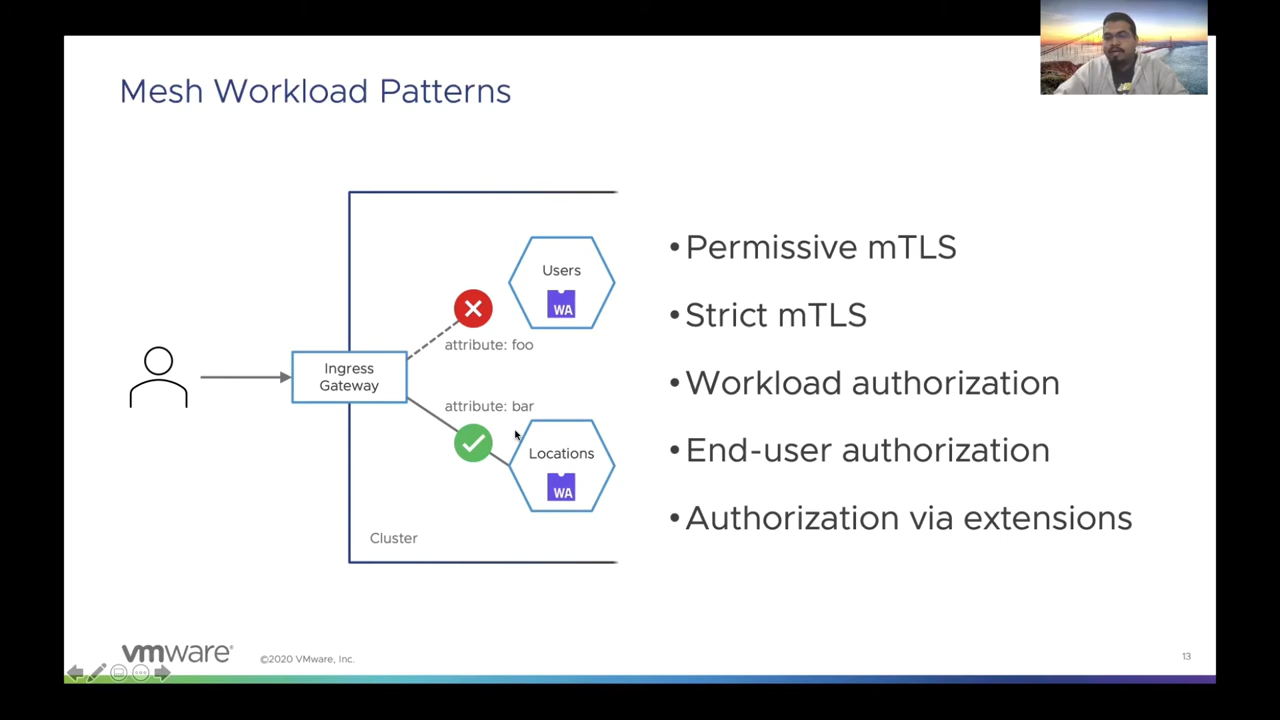 Mesh Workload Patterns
Users
WA
attribute: foo
Ingress
Gateway
attribute: bar
Locations
WA
Cluster
•Permissive mTLS
•Strict mTLS
•Workload authorization
•End-user authorization
•Authorization via extensions
vmware®
©2020 VMware, Inc.
13